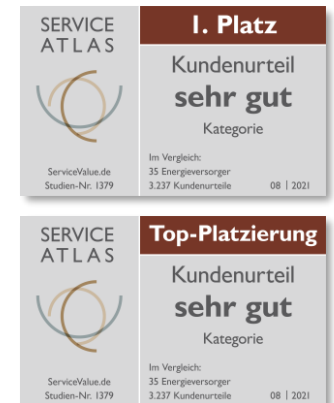 SERVICE
ATLAS
ServiceValue.de
Studien-Nr. 1379
1. Platz
Kundenurteil
sehr gut
Kategorie
Im Vergleich:
35 Energieversorger
3.237 Kundenurteile 08 | 2021
SERVICE
ATLAS
ServiceValue.de
Studien-Nr. 1379
Top-Platzierung
Kundenurteil
sehr gut
Kategorie
Im Vergleich:
35 Energieversorger
3.237 Kundenurteile 08 | 2021